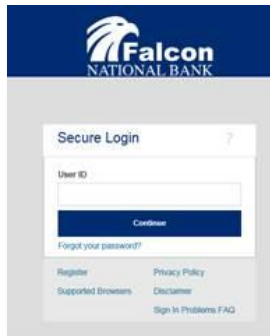 Falcon
NATIONAL BANK
Secure Login ?
User ID
Continue
Forgot your password?
Register Privacy Policy
Supported Browsers Disclaimer
Sign In Problems FAQ